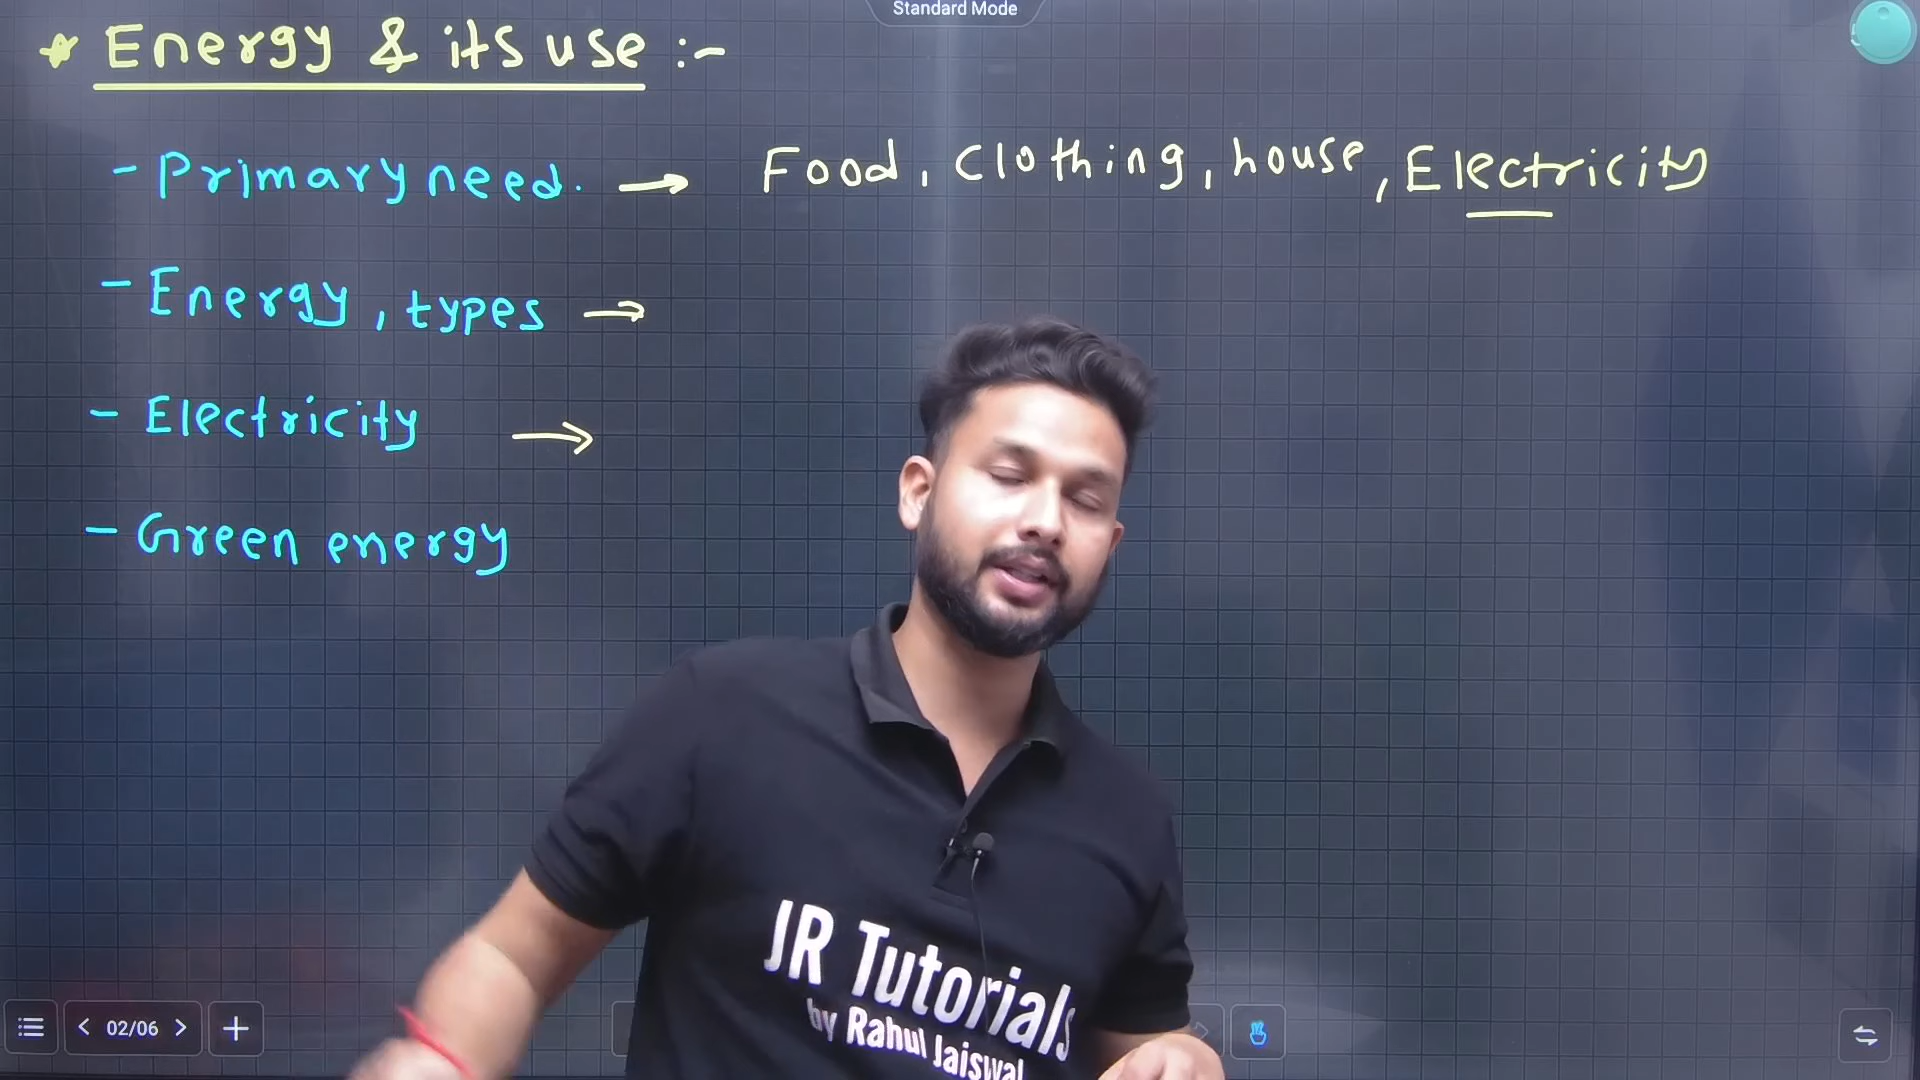 Standard Mode
* Energy & its use :-
- Primary need. → Food, Clothing, house, Electricity
- Energy, types →
- Electricity →
- Green energy
JR Tutorials
by Rahul Jaiswal
02/06